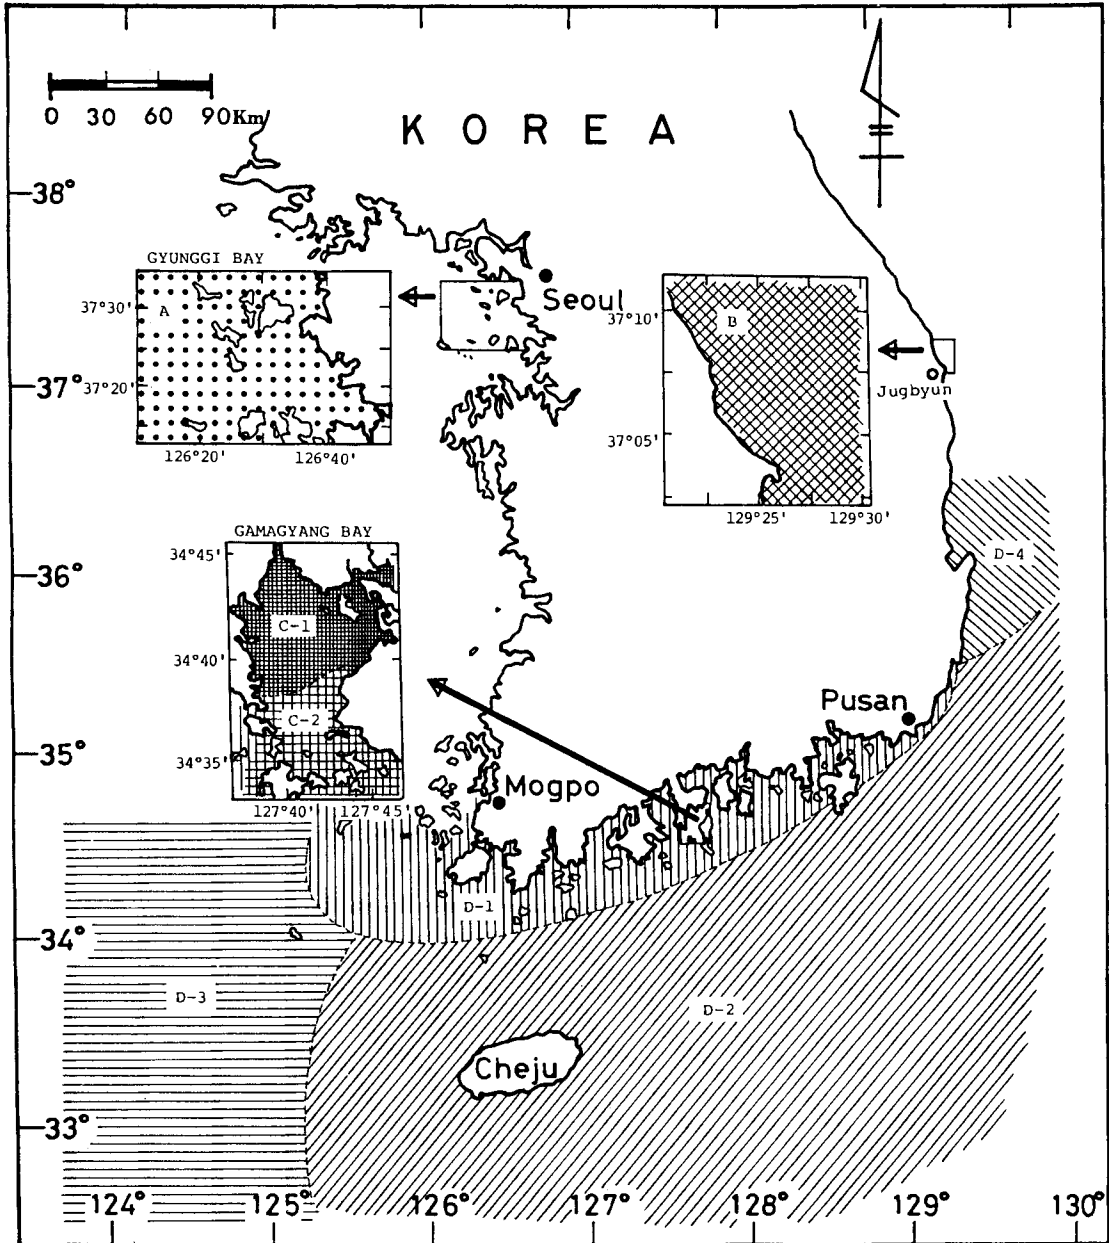 0 30 60 90Km
K O R E A
38°
GYUNGGI BAY
37°30'
A
37°20'
126°20' 126°40'
Seoul
37°10'
B
37°05'
129°25' 129°30'
Jugbyun
37°
GAMAGYANG BAY
34°45'
C-1
34°40'
C-2
34°35'
127°40' 127°45'
36°
D-4
Pusan
35°
Mogpo
D-1
34°
D-3
D-2
Cheju
33°
124° 125° 126° 127° 128° 129° 130°